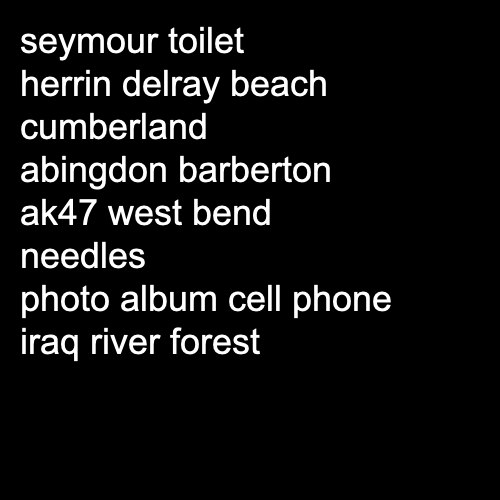 seymour toilet
herrin delray beach
cumberland
abingdon barberton
ak47 west bend
needles
photo album cell phone
iraq river forest